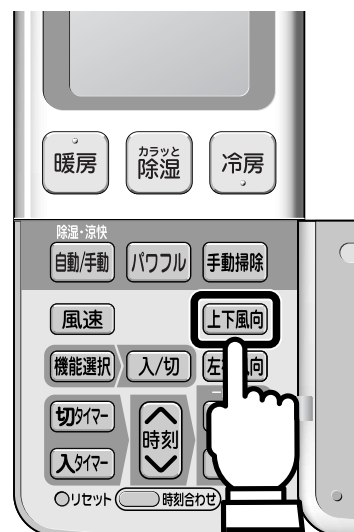 暖房
カラッと
除湿
冷房
除湿・涼快
自動/手動
パワフル
手動掃除
風速
上下風向
機能選択
入/切
切タイマー
時刻
入タイマー
リセット
時刻合わせ